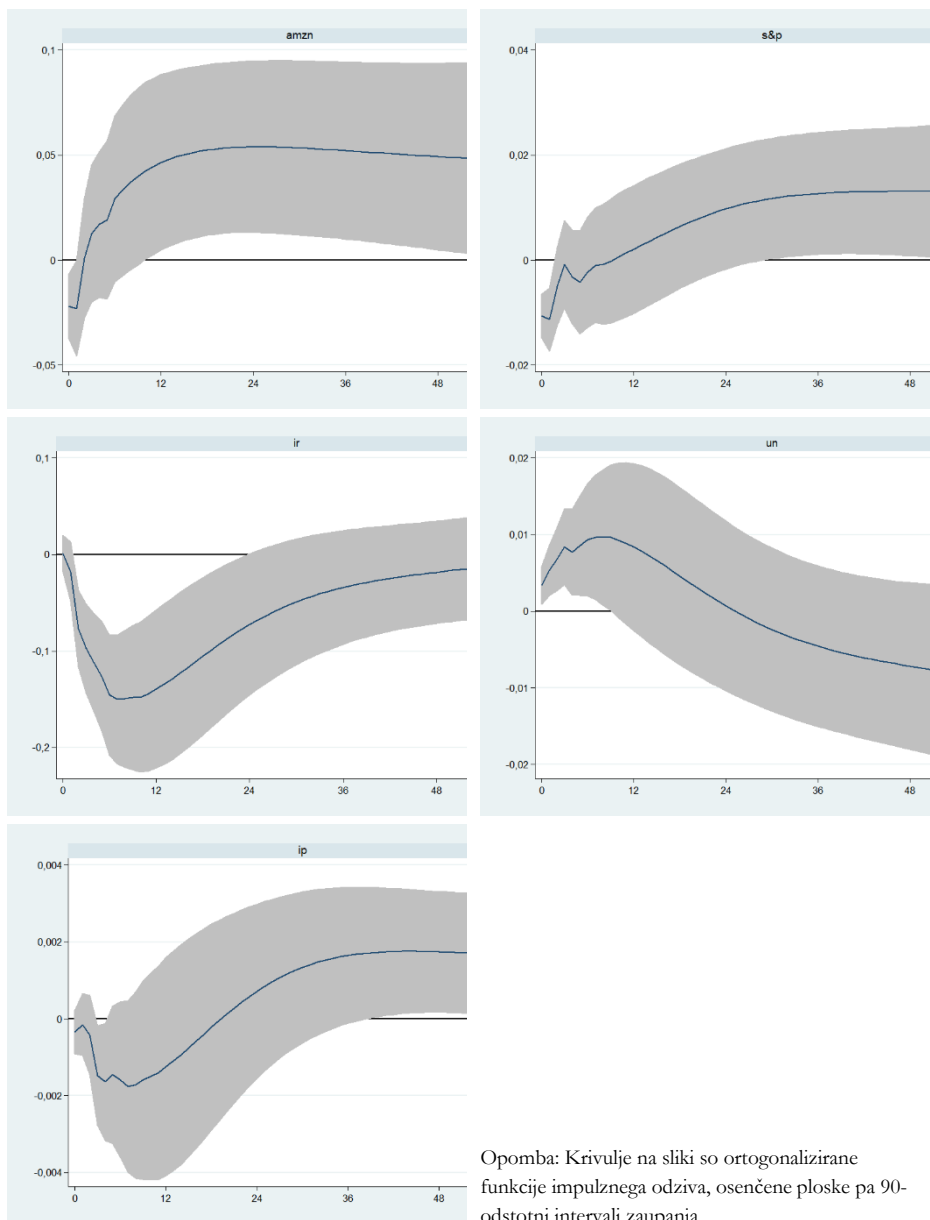 amzn
0,1
0,05
0
-0,05
0 12 24 36 48
s&p
0,04
0,02
0
-0,02
0 12 24 36 48
ir
0,1
0
-0,1
-0,2
0 12 24 36 48
un
0,02
0,01
0
-0,01
-0,02
0 12 24 36 48
ip
0,004
0,002
0
-0,002
-0,004
0 12 24 36 48
Opomba: Krivulje na sliki so ortogonalizirane
funkcije impulznega odziva, osenčene ploske pa 90-
odstotni intervali zaupanja